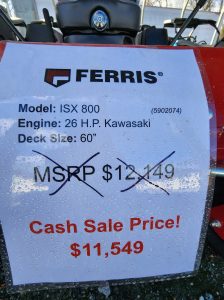 FERRIS®
Model: ISX 800 (5902074)
Engine: 26 H.P. Kawasaki
Deck Size: 60"
MSRP $12,149
Cash Sale Price!
$11,549